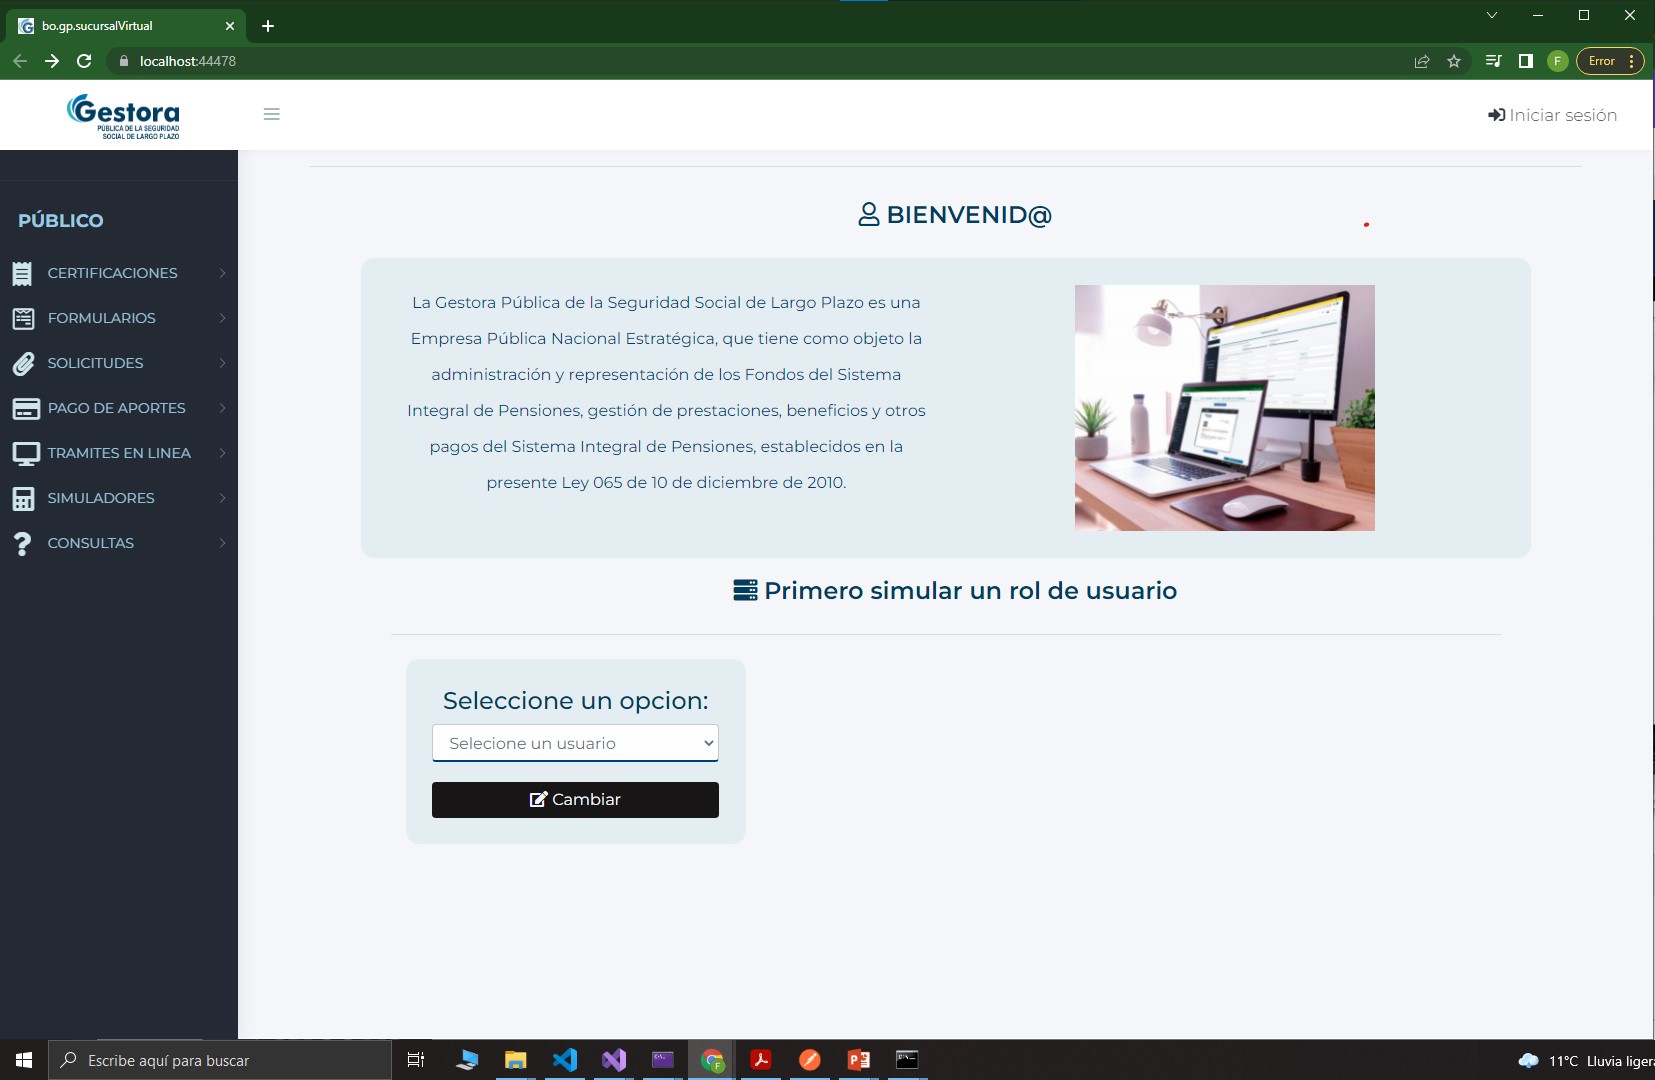 bo.gp.sucursalVirtual
localhost:44478
F
Error
Gestora
PÚBLICA DE LA SEGURIDAD
SOCIAL DE LARGO PLAZO
Iniciar sesión
PÚBLICO
CERTIFICACIONES
FORMULARIOS
SOLICITUDES
PAGO DE APORTES
TRAMITES EN LINEA
SIMULADORES
CONSULTAS
BIENVENID@
La Gestora Pública de la Seguridad Social de Largo Plazo es una
Empresa Pública Nacional Estratégica, que tiene como objeto la
administración y representación de los Fondos del Sistema
Integral de Pensiones, gestión de prestaciones, beneficios y otros
pagos del Sistema Integral de Pensiones, establecidos en la
presente Ley 065 de 10 de diciembre de 2010.
Primero simular un rol de usuario
Seleccione un opcion:
Selecione un usuario
Cambiar
Escribe aquí para buscar
11°C Lluvia ligera